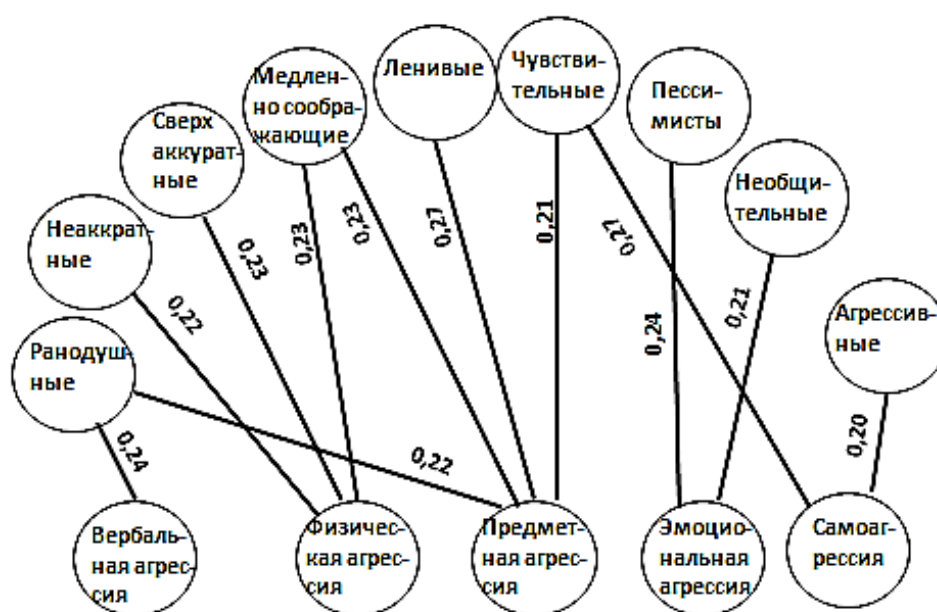 Медлен-
но сообра-
жающие
Ленивые
Чувстви-
тельные
Песси-
мисты
Сверх
аккурат-
ные
Необщи-
тельные
Неаккрат-
ные
Агрессив-
ные
Ранодуш-
ные
0,22
0,23
0,23
0,23
0,27
0,21
0,27
0,24
0,21
0,20
0,24
0,22
Вербаль-
ная агрес-
сия
Физичес-
кая агрес-
сия
Предмет-
ная агрес-
сия
Эмоцио-
нальная
агрессия
Самоаг-
рессия